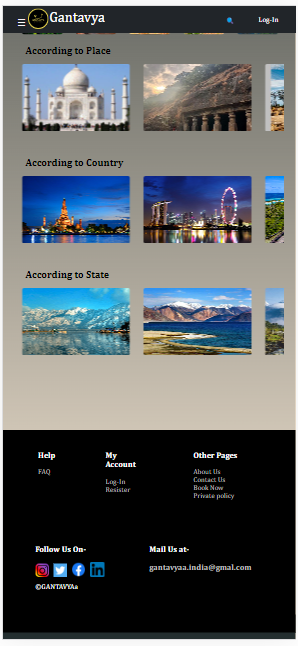 Gantavya
Log-In
According to Place
According to Country
According to State
Help
FAQ
My
Account
Log-In
Resister
Other Pages
About Us
Contact Us
Book Now
Private policy
Follow Us On-
©GANTAVYAa
Mail Us at-
gantavyaa.india@gmal.com